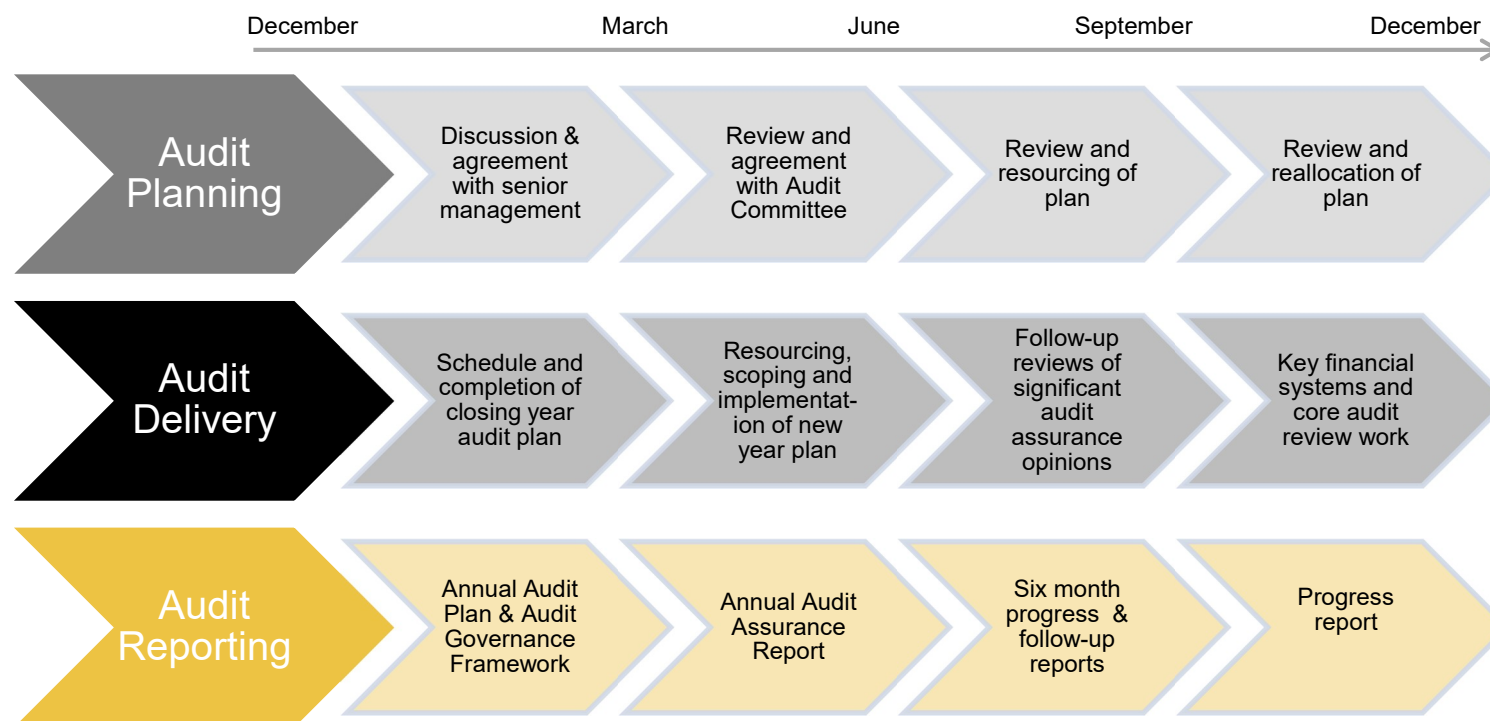 December March June September December
Audit
Planning
Discussion &
agreement
with senior
management
Review and
agreement
with Audit
Committee
Review and
resourcing of
plan
Review and
reallocation of
plan
Audit
Delivery
Schedule and
completion of
closing year
audit plan
Resourcing,
scoping and
implementat-
ion of new
year plan
Follow-up
reviews of
significant
audit
assurance
opinions
Key financial
systems and
core audit
review work
Audit
Reporting
Annual Audit
Plan & Audit
Governance
Framework
Annual Audit
Assurance
Report
Six month
progress &
follow-up
reports
Progress
report